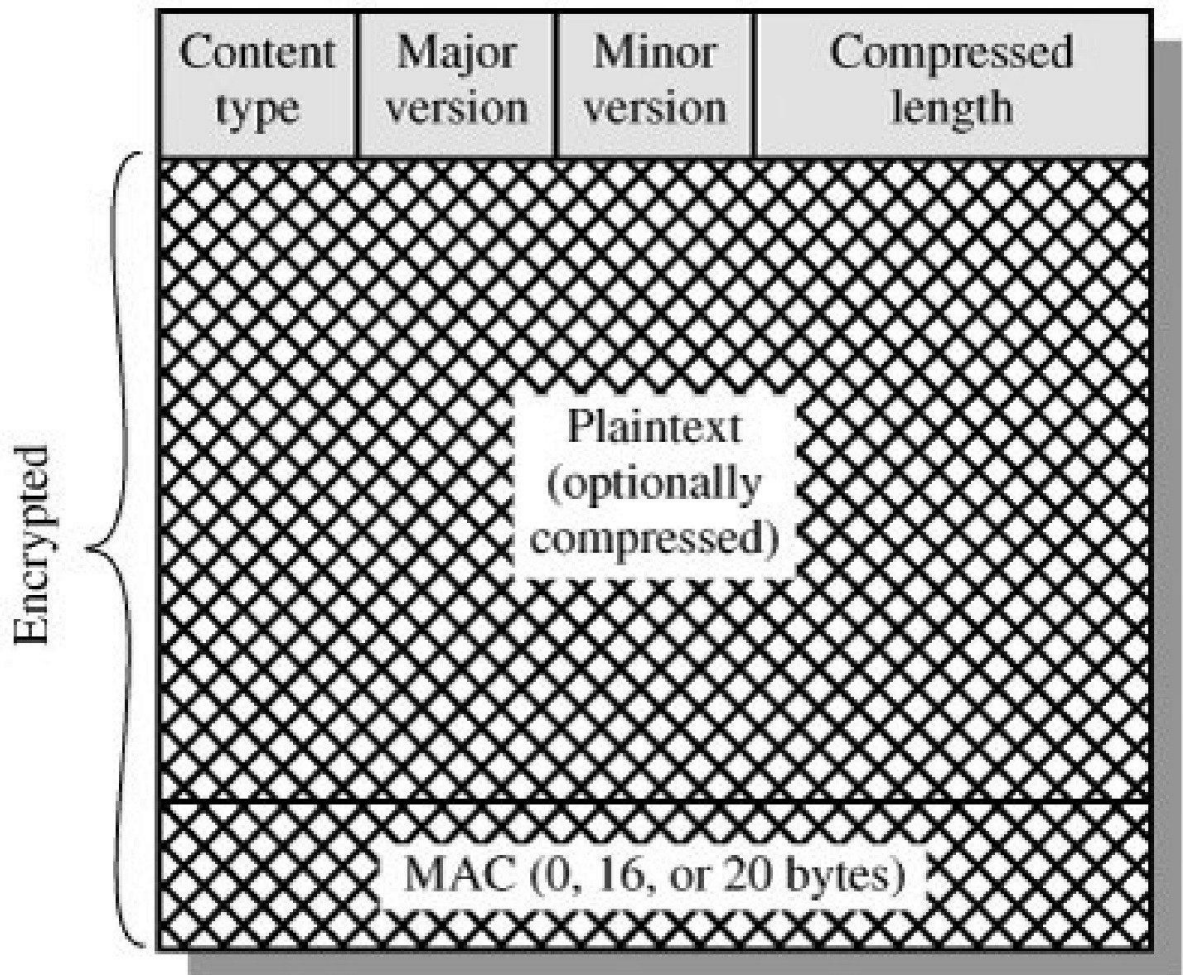 Content
type
Major
version
Minor
version
Compressed
length
Encrypted
Plaintext
(optionally
compressed)
MAC (0, 16, or 20 bytes)